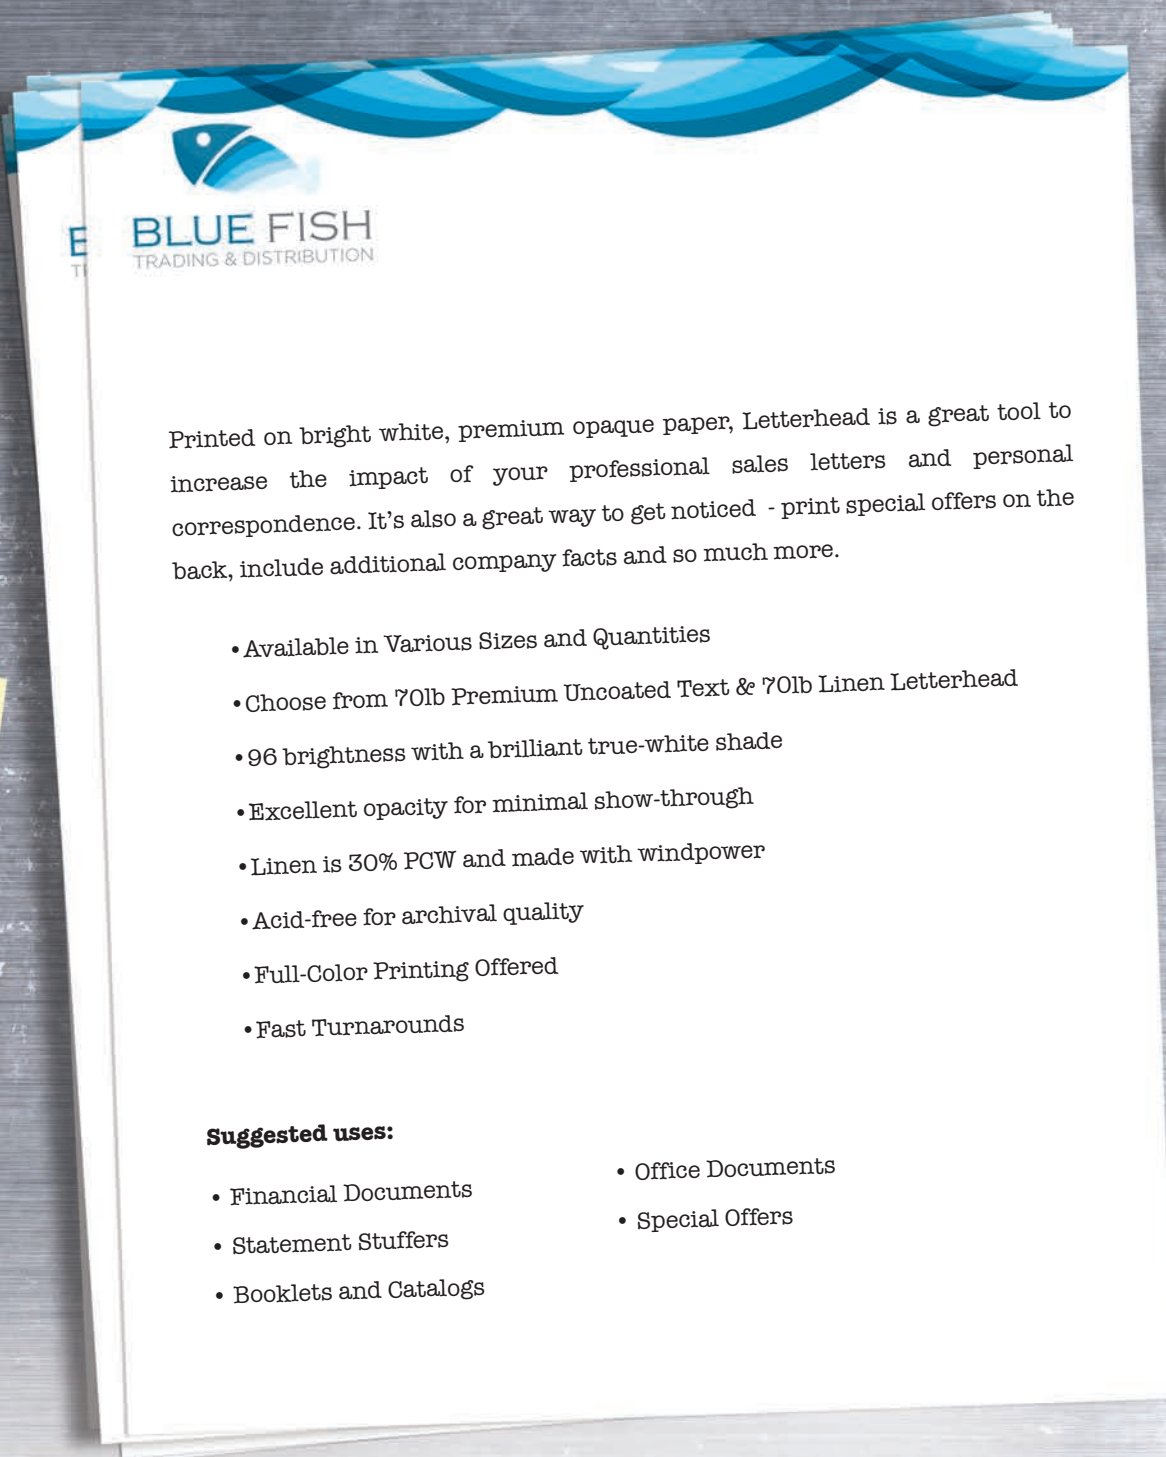 BLUE FISH
TRADING & DISTRIBUTION
E
TI
Printed on bright white, premium opaque paper, Letterhead is a great tool to
increase the impact of your professional sales letters and personal
correspondence. It's also a great way to get noticed - print special offers on the
back, include additional company facts and so much more.
• Available in Various Sizes and Quantities
• Choose from 70lb Premium Uncoated Text & 70lb Linen Letterhead
• 96 brightness with a brilliant true-white shade
• Excellent opacity for minimal show-through
• Linen is 30% PCW and made with windpower
• Acid-free for archival quality
• Full-Color Printing Offered
• Fast Turnarounds
Suggested uses:
• Financial Documents
• Statement Stuffers
• Booklets and Catalogs
• Office Documents
• Special Offers